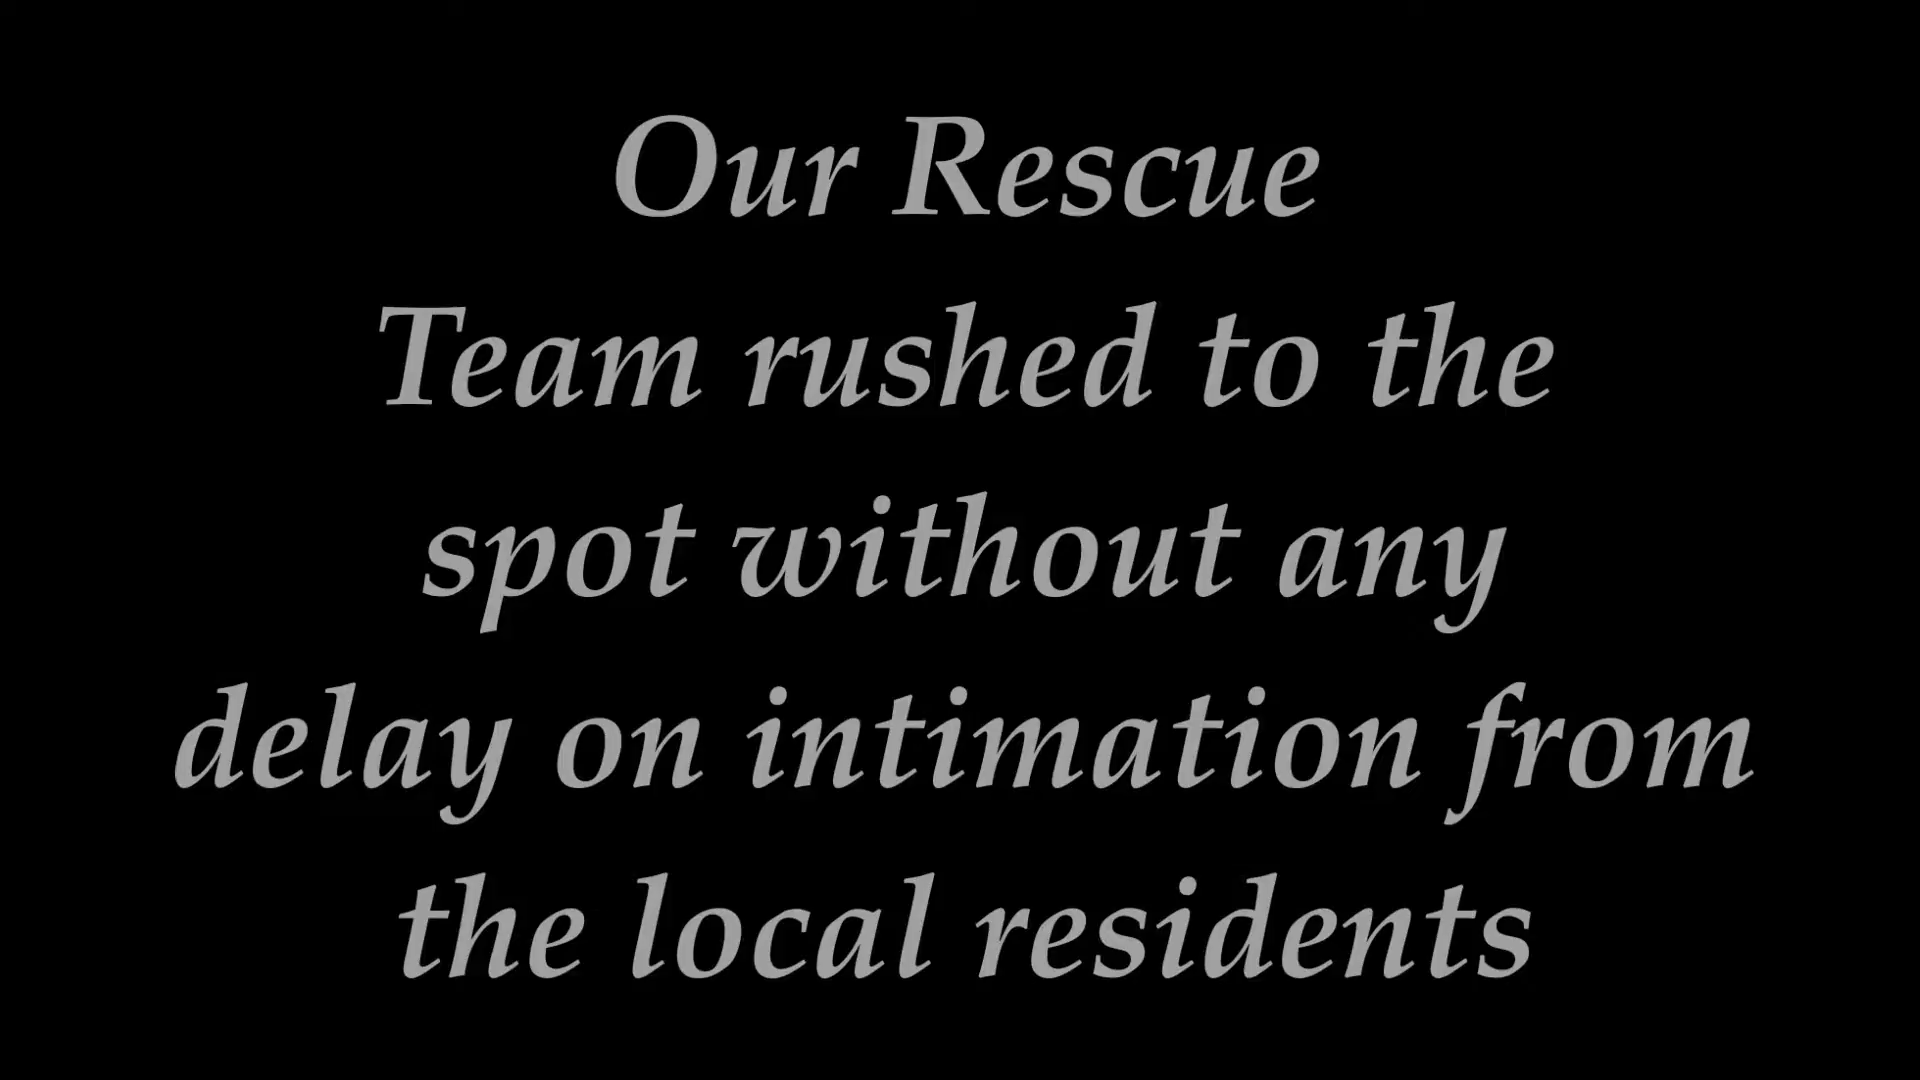 Our Rescue
Team rushed to the
spot without any
delay on intimation from
the local residents